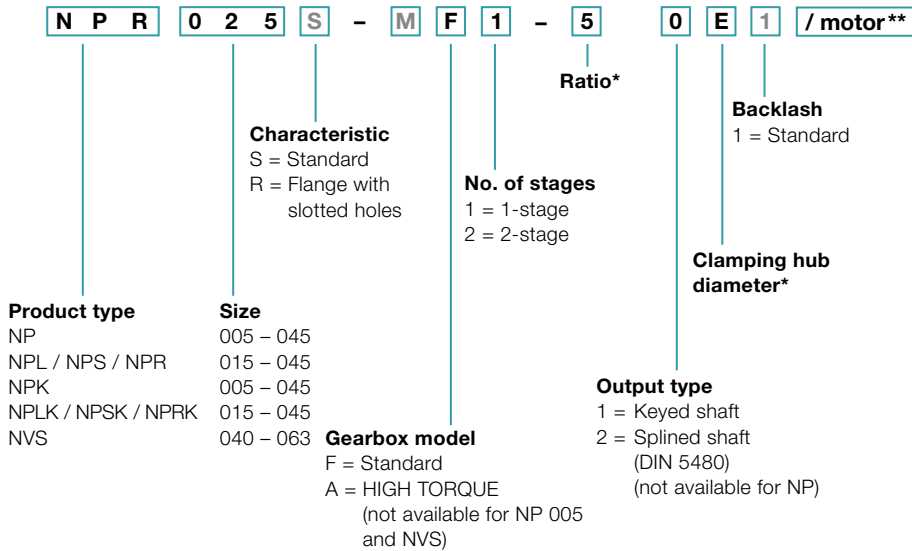 N P R 0 2 5 S – M F 1 – 5 0 E 1 / motor**
Ratio*
Backlash
1 = Standard
Characteristic
S = Standard
R = Flange with
slotted holes
No. of stages
1 = 1-stage
2 = 2-stage
Clamping hub
diameter*
Product type Size
NP 005 – 045
NPL / NPS / NPR 015 – 045
NPK 005 – 045
NPLK / NPSK / NPRK 015 – 045
NVS 040 – 063
Gearbox model
F = Standard
A = HIGH TORQUE
(not available for NP 005
and NVS)
Output type
1 = Keyed shaft
2 = Splined shaft
(DIN 5480)
(not available for NP)